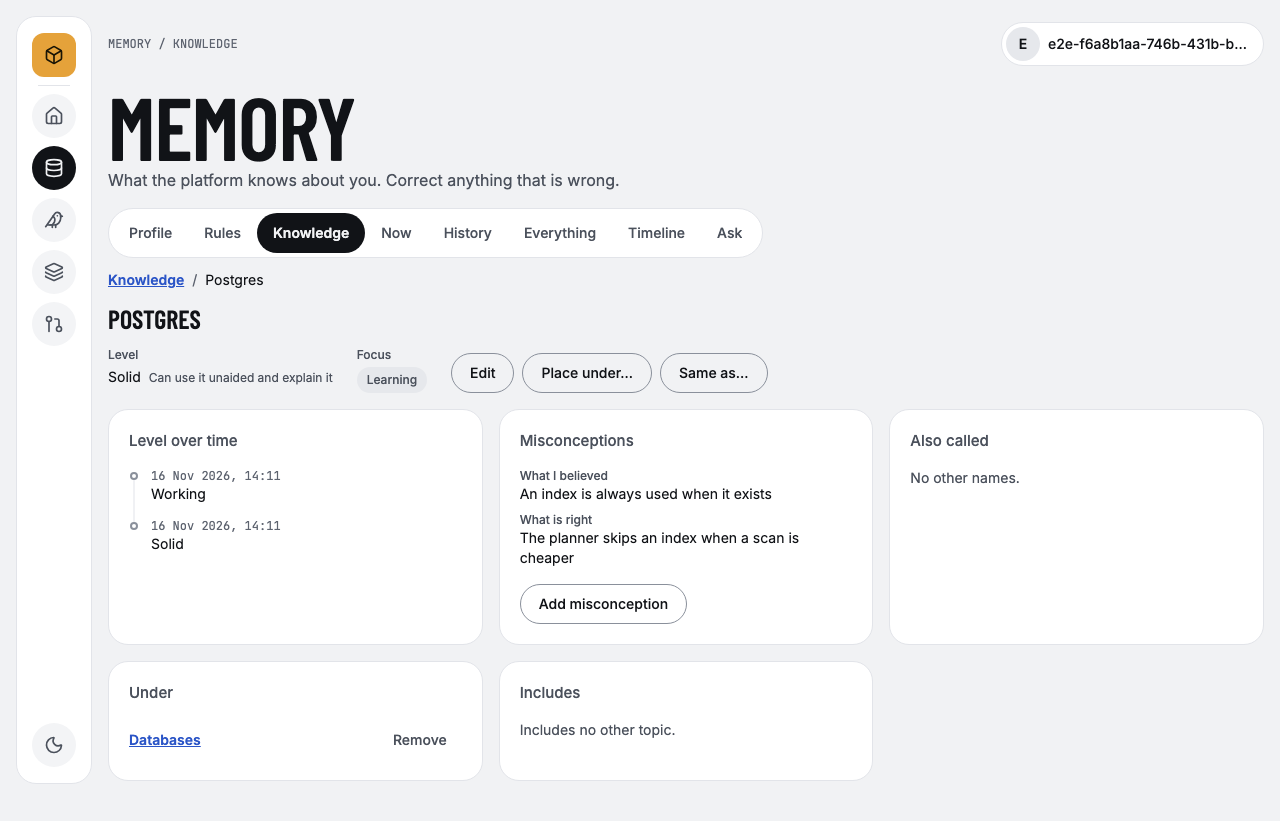 MEMORY / KNOWLEDGE
E e2e-f6a8b1aa-746b-431b-b...
MEMORY
What the platform knows about you. Correct anything that is wrong.
Profile Rules Knowledge Now History Everything Timeline Ask
Knowledge / Postgres
POSTGRES
Level
Solid Can use it unaided and explain it
Focus
Learning
Edit Place under... Same as...
Level over time
16 Nov 2026, 14:11
Working
16 Nov 2026, 14:11
Solid
Misconceptions
What I believed
An index is always used when it exists
What is right
The planner skips an index when a scan is
cheaper
Add misconception
Also called
No other names.
Under
Databases Remove
Includes
Includes no other topic.